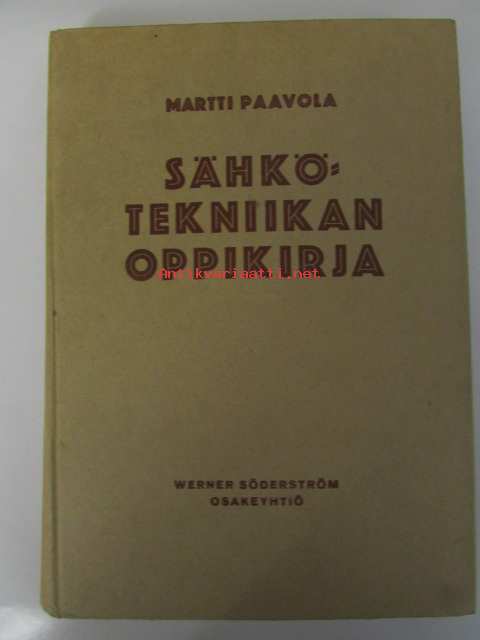 MARTTI PAAVOLA
SÄHKÖ-
TEKNIIKAN
OPPIKIRJA
Antikvariaatti.net
WERNER SÖDERSTRÖM
OSAKEYHTIÖ